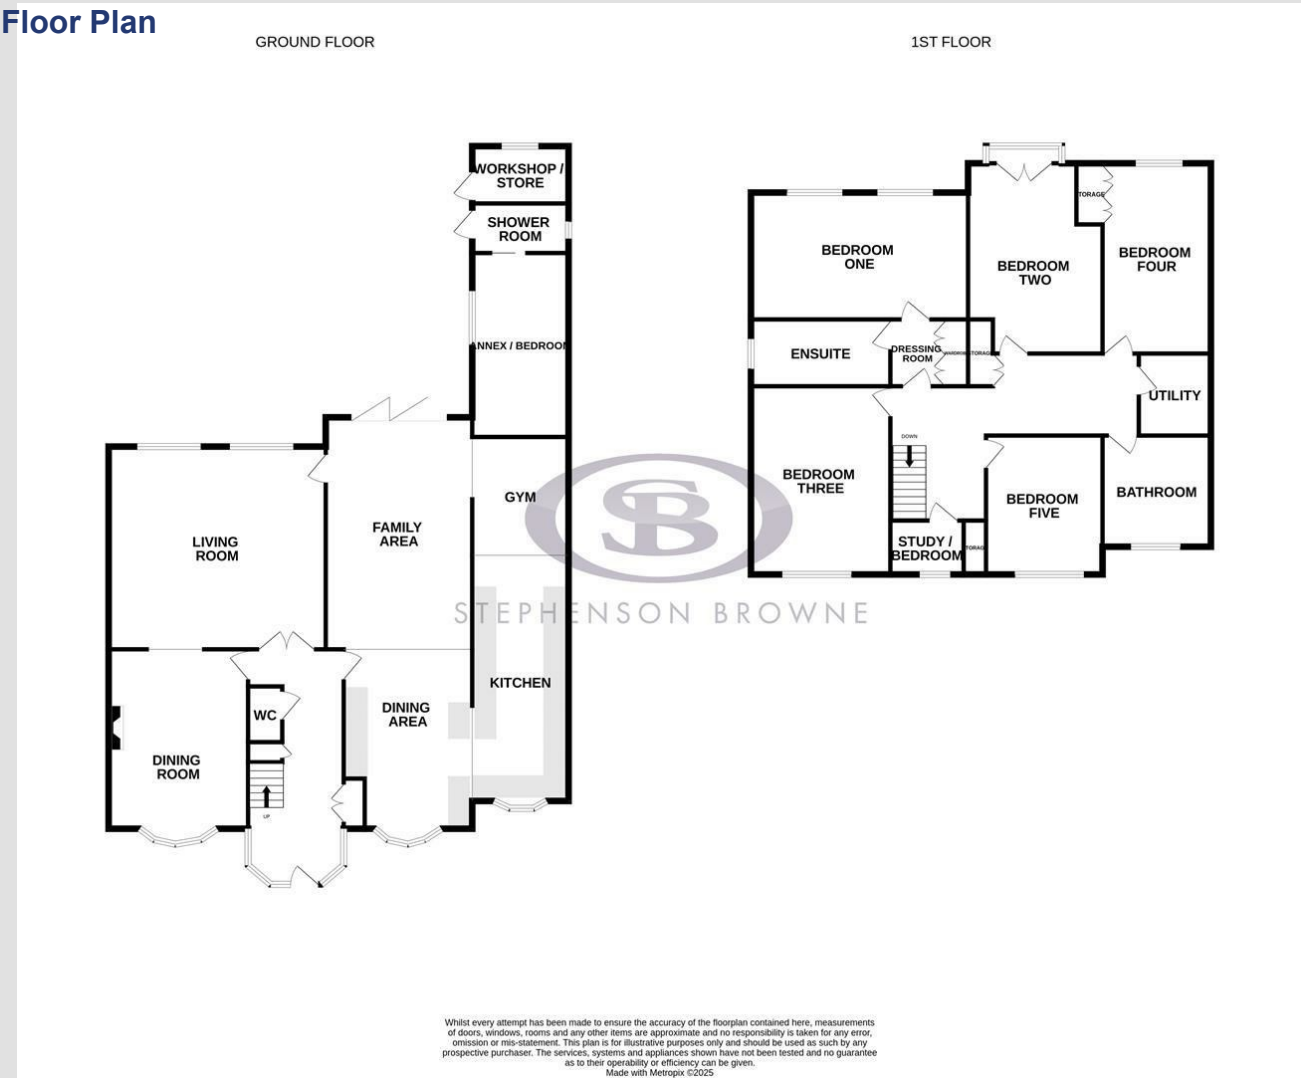 Floor Plan
GROUND FLOOR
WORKSHOP /
STORE
SHOWER
ROOM
ANNEX / BEDROOM
GYM
FAMILY
AREA
LIVING
ROOM
KITCHEN
DINING
AREA
WC
DINING
ROOM
UP
1ST FLOOR
STORAGE
BEDROOM
ONE
BEDROOM
TWO
BEDROOM
FOUR
ENSUITE
DRESSING
ROOM
WARDROBE
STORAGE
UTILITY
DOWN
BEDROOM
THREE
BEDROOM
FIVE
BATHROOM
STUDY /
BEDROOM
STORAGE
SB
STEPHENSON BROWNE
Whilst every attempt has been made to ensure the accuracy of the floorplan contained here, measurements
of doors, windows, rooms and any other items are approximate and no responsibility is taken for any error,
omission or mis-statement. This plan is for illustrative purposes only and should be used as such by any
prospective purchaser. The services, systems and appliances shown have not been tested and no guarantee
as to their operability or efficiency can be given.
Made with Metropix ©2025